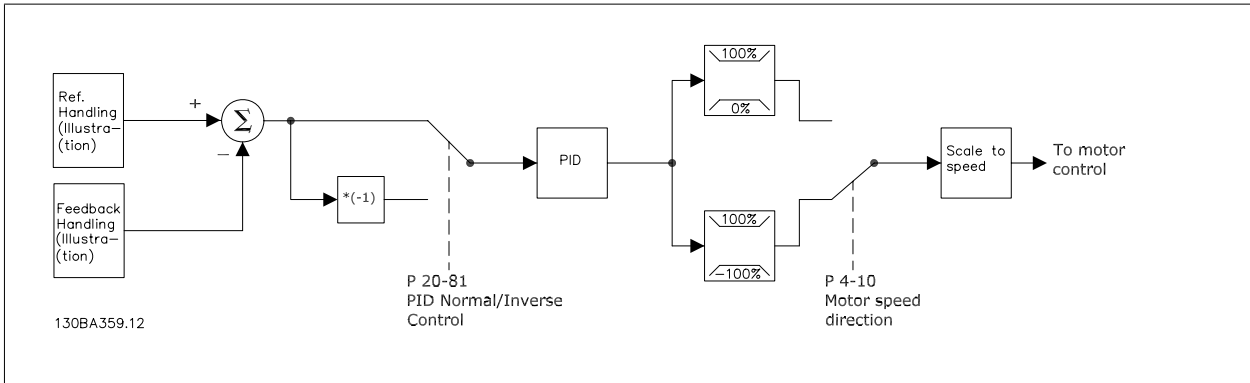 Ref.
Handling
(Illustra-
(tion)
+
Σ
−
Feedback
Handling
(Illustra-
(tion)
*(-1)
P 20-81
PID Normal/Inverse
Control
PID
100%
0%
100%
−100%
P 4-10
Motor speed
direction
Scale to
speed
To motor
control
130BA359.12